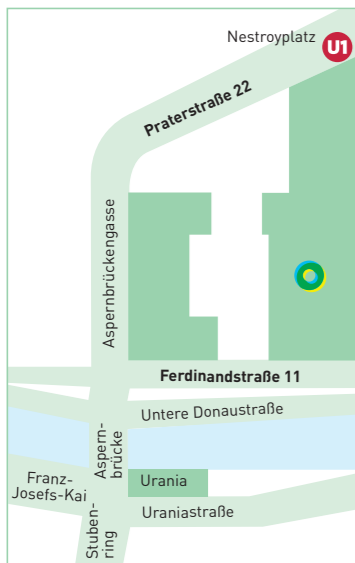 Nestroyplatz
U1
Praterstraße 22
Aspernbrückengasse
Ferdinandstraße 11
Untere Donaustraße
Aspern-
brücke
Franz-
Josefs-Kai
Urania
Uraniastraße
Stuben-
ring